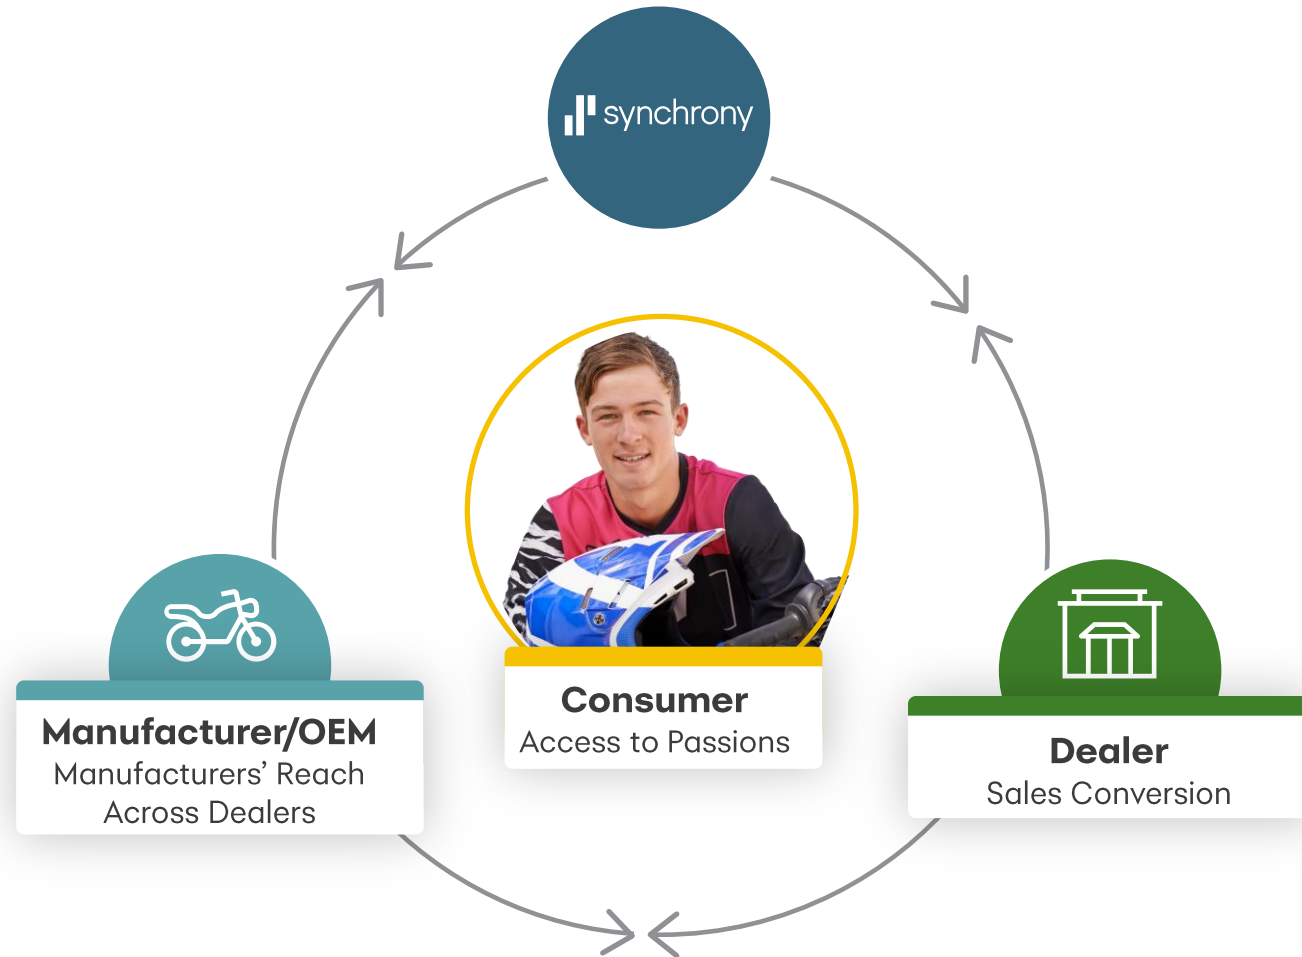 synchrony
Consumer
Access to Passions
Manufacturer/OEM
Manufacturers’ Reach
Across Dealers
Dealer
Sales Conversion